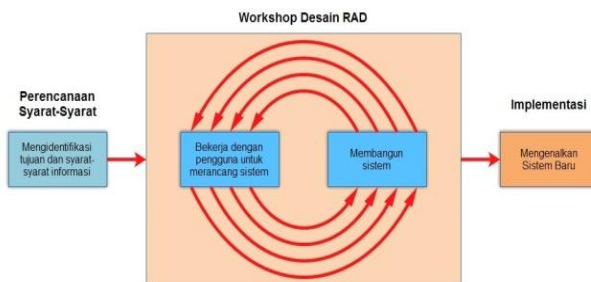 Workshop Desain RAD
Perencanaan
Syarat-Syarat
Mengidentifikasi
tujuan dan syarat-
syarat informasi
Bekerja dengan
pengguna untuk
merancang sistem
Membangun
sistem
Implementasi
Mengenalkan
Sistem Baru